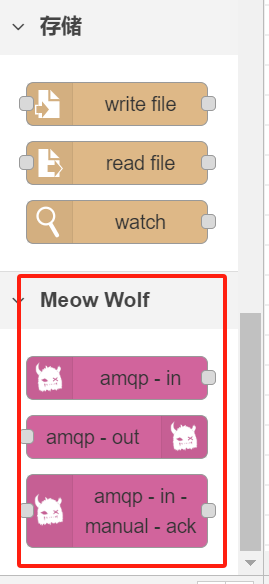 存储
write file
read file
watch
Meow Wolf
amqp - in
amqp - out
amqp - in -
manual - ack